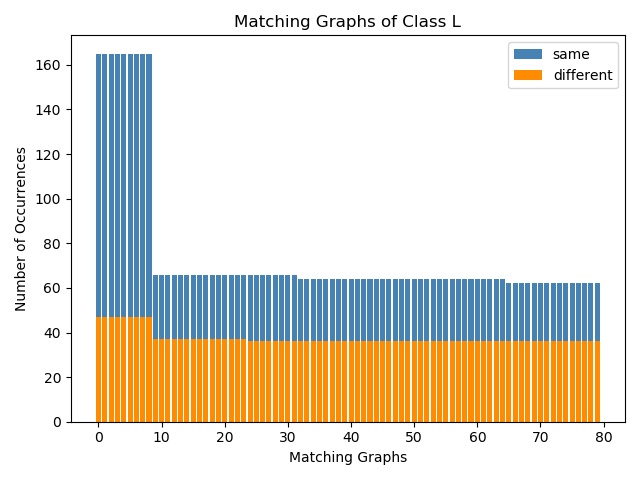 Matching Graphs of Class L
same
different
160
140
120
100
80
60
40
20
0
Number of Occurrences
0 10 20 30 40 50 60 70 80
Matching Graphs